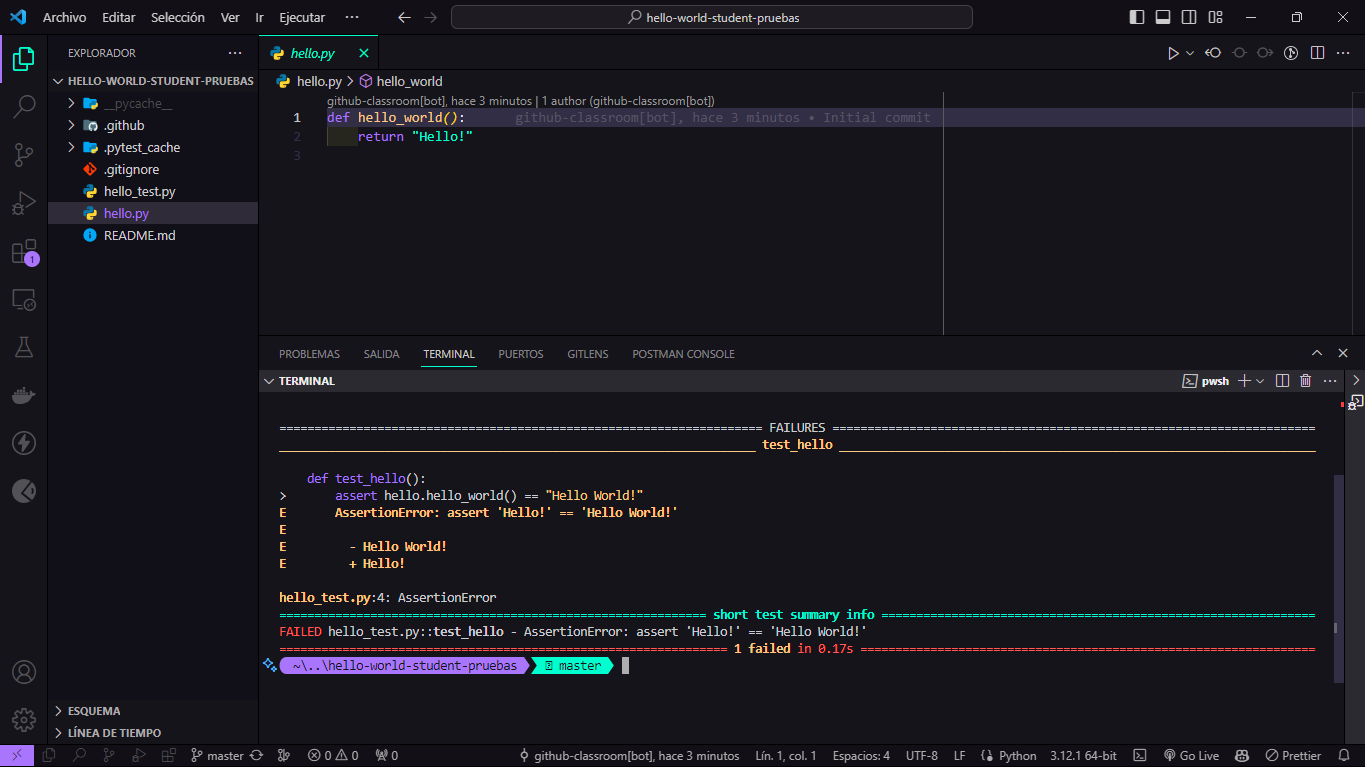 Archivo Editar Selección Ver Ir Ejecutar ···
hello-world-student-pruebas
EXPLORADOR
HELLO-WORLD-STUDENT-PRUEBAS
__pycache__
.github
.pytest_cache
.gitignore
hello_test.py
hello.py
README.md
ESQUEMA
LÍNEA DE TIEMPO
1
hello.py
hello.py > hello_world
github-classroom[bot], hace 3 minutos | 1 author (github-classroom[bot])
1 def hello_world(): github-classroom[bot], hace 3 minutos • Initial commit
2 return "Hello!"
3
PROBLEMAS SALIDA TERMINAL PUERTOS GITLENS POSTMAN CONSOLE
TERMINAL
pwsh
=================================== FAILURES ===================================
___________________________________ test_hello ___________________________________
def test_hello():
> assert hello.hello_world() == "Hello World!"
E AssertionError: assert 'Hello!' == 'Hello World!'
E
E - Hello World!
E + Hello!
hello_test.py:4: AssertionError
=================================== short test summary info ===================================
FAILED hello_test.py::test_hello - AssertionError: assert 'Hello!' == 'Hello World!'
=================================== 1 failed in 0.17s ===================================
~\..\hello-world-student-pruebas master
master 0 0 0 github-classroom[bot], hace 3 minutos Lín. 1, col. 1 Espacios: 4 UTF-8 LF Python 3.12.1 64-bit Go Live Prettier